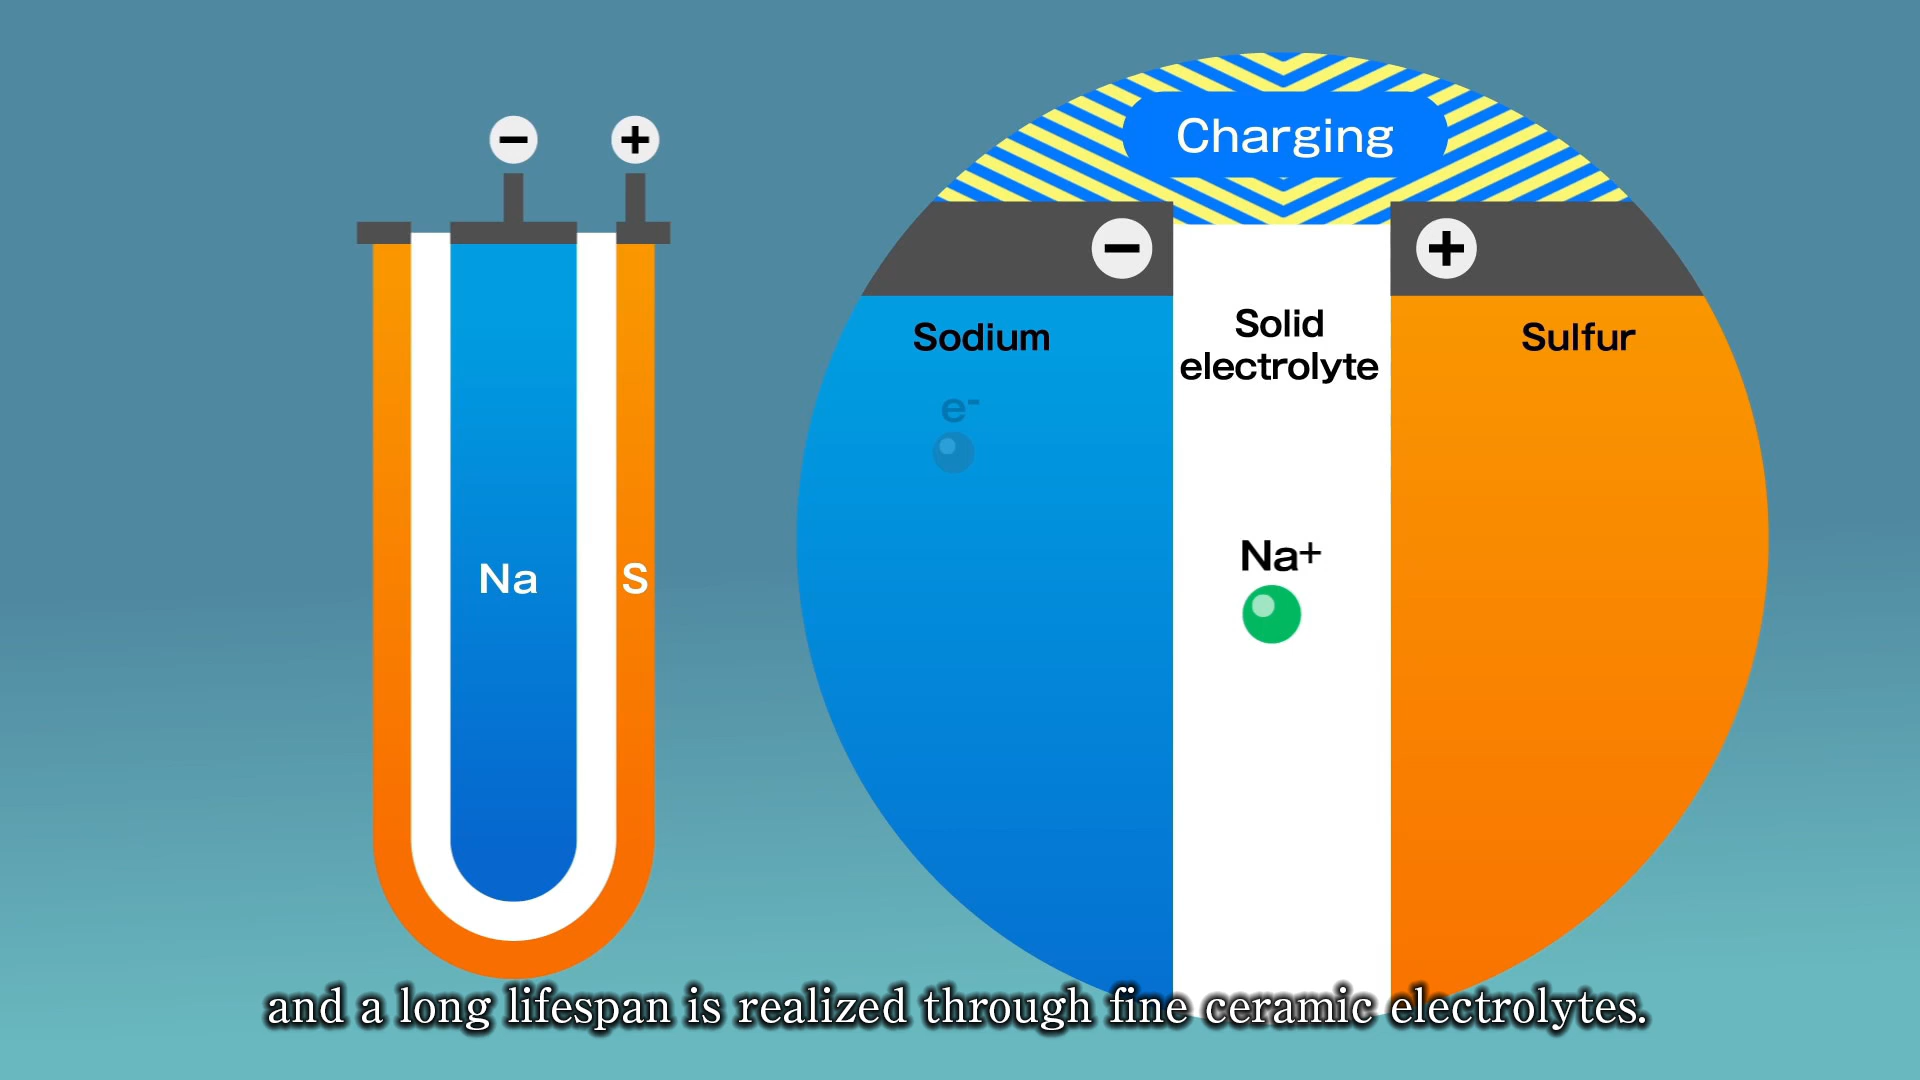 −
+
Na
S
Charging
−
+
Sodium
Solid
electrolyte
Sulfur
e-
Na+
and a long lifespan is realized through fine ceramic electrolytes.